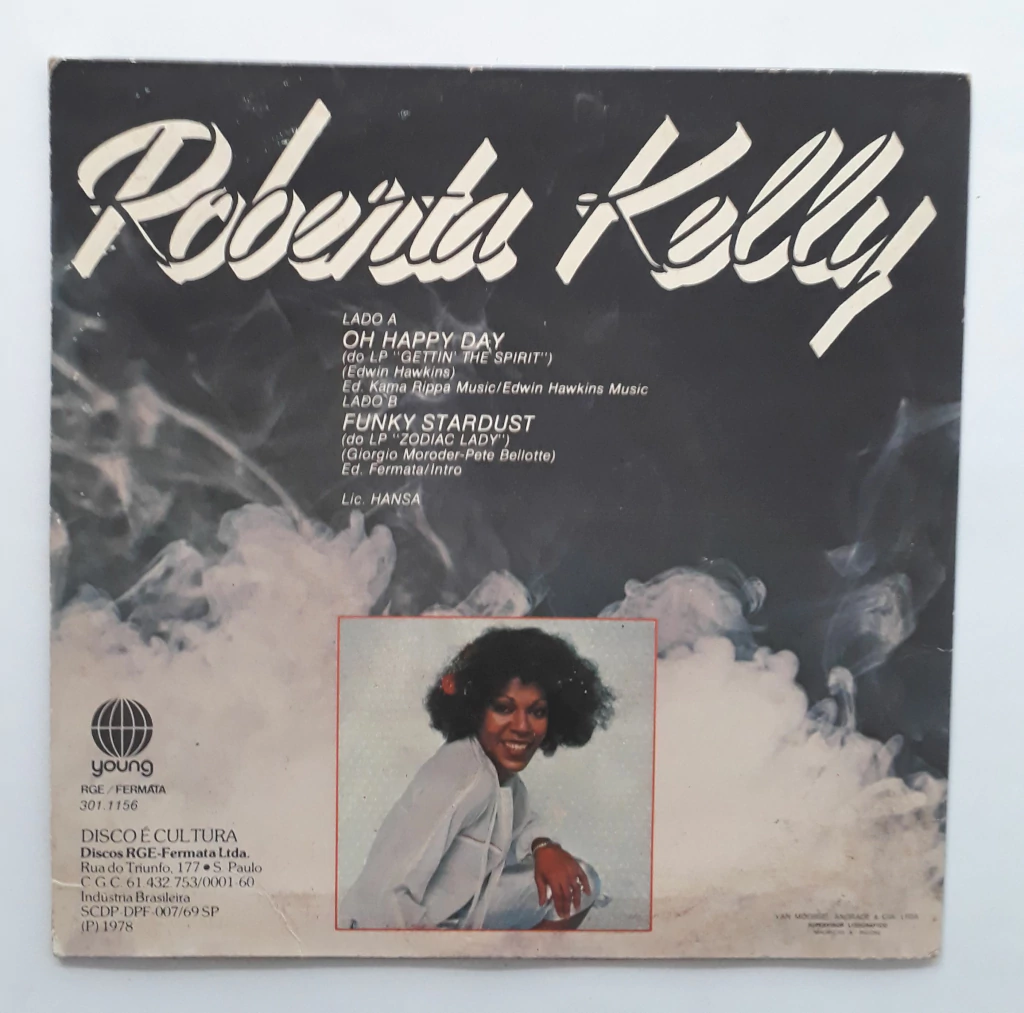 Roberta Kelly
LADO A
OH HAPPY DAY
(do LP "GETTIN' THE SPIRIT")
(Edwin Hawkins)
Ed. Kama Rippa Music/Edwin Hawkins Music
LADO B
FUNKY STARDUST
(do LP "ZODIAC LADY")
(Giorgio Moroder-Pete Bellotte)
Ed. Fermata/Intro
Lic. HANSA
young
RGE / FERMATA
301.1156
DISCO É CULTURA
Discos RGE-Fermata Ltda.
Rua do Triunfo, 177 • S. Paulo
C G C 61 432 753/0001-60
Indústria Brasileira
SCDP-DPF-007/69 SP
(P) 1978